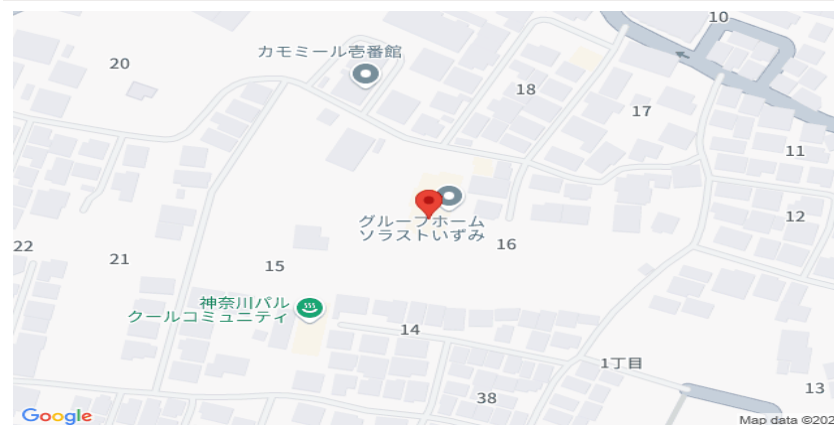 10
カモミール壱番館
20
18
17
11
グループホーム
ソラストいずみ
12
16
22
21
15
神奈川パル
クールコミュニティ
14
1丁目
38
13
Google
Map data ©202